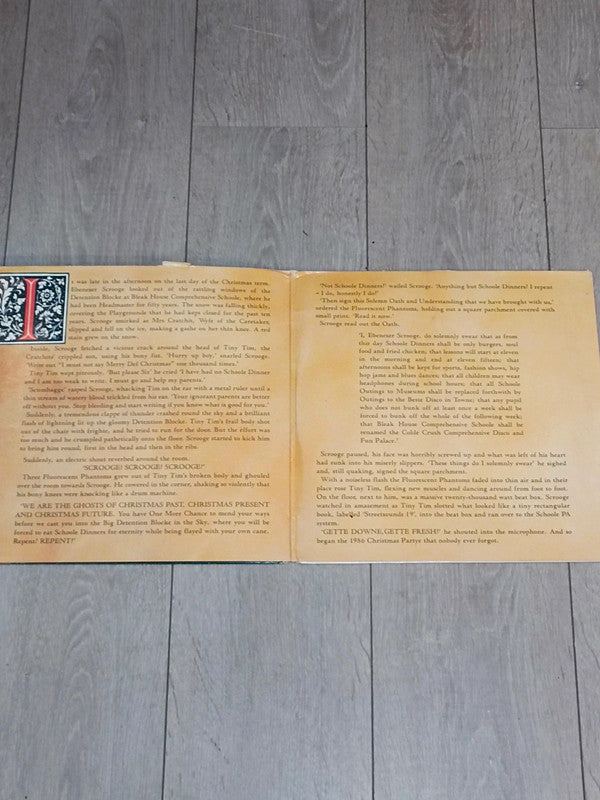 I
T was late in the afternoon on the last day of the Christmas term.
Ebeneezer Scrooge looked out of the rattling windows of the
Detention Blocke at Bleak House Comprehensive Schoole, where he
had been Headmaster for fifty years. The snow was falling thickly,
covering the Playgrounds that he had kept closed for the past ten
years. Scrooge smirked as Mrs Cratchit, Wyfe of the Caretaker,
slipped and fell on the ice, making a gashe on her thin knee. A red
stain grew on the snow.
Inside, Scrooge fetched a vicious crack around the head of Tiny Tim, the
Cratchits' crippled son, using his bony fist. 'Hurry up boy,' snarled Scrooge.
'Write out "I must not say Merry Def Christmas" one thousand times.'
Tiny Tim wept piteously. 'But please Sir' he cried 'I have had no Schoole Dinner
and I am too weak to write. I must go and help my parents.'
rasped Scrooge, whacking Tim on the ear with a metal ruler until a
thin stream of watery blood trickled from his ear. 'Your ignorant parents are better
off without you. Stop bleeding and start writing if you know what is good for you.'
Suddenly, a tremendous clappe of thunder crashed round the sky and a brilliant
flash of lightning lit up the gloomy Detention Blocke. Tiny Tim's frail body shot
out of the chair with frighte, and he tried to run for the door. But the effort was
too much and he crumpled pathetically onto the floor. Scrooge started to kick him
to bring him round, first in the head and then in the ribs.
Suddenly, an electric shout reverbed around the room.
'SCROOGE! SCROOGE! SCROOGE!'
Three Fluorescent Phantoms grew out of Tiny Tim's broken body and ghouled
over the room towards Scrooge. He cowered in the corner, shaking so violently that
his bony knees were knocking like a drum machine.
'WE ARE THE GHOSTS OF CHRISTMAS PAST, CHRISTMAS PRESENT
AND CHRISTMAS FUTURE. You have One More Chance to mend your ways
before we cast you into the Big Detention Blocke in the Sky, where you will be
forced to eat Schoole Dinners for eternity while being flayed with your own cane.
Repent! REPENT!'
'Not Schoole Dinners!' wailed Scrooge. 'Anything but Schoole Dinners! I repent
- I do, honestly I do!'
'Then sign this Solemn Oath and Understanding that we have brought with us,'
ordered the Fluorescent Phantoms, holding out a square parchment covered with
small print. 'Read it now.'
Scrooge read out the Oath.
'I, Ebeneezer Scrooge, do solemnly swear that as from
this day Schoole Dinners shall be only burgers, soul
food and fried chicken; that lessons will start at eleven
in the morning and end at eleven fifteen; that
afternoons shall be kept for sports, fashion shows, hip
hop jams and blues dances; that all children may wear
headphones during school hours; that all Schoole
Outings to Museums shall be replaced forthwith by
Outings to the Beste Disco in Towne; that any pupil
who does not bunk off at least once a week shall be
forced to bunk off the whole of the following week;
that Bleak House Comprehensive Schoole shall be
renamed the Colde Crush Comprehensive Disco and
Fun Palace.'
Scrooge paused, his face was horribly screwed up and what was left of his heart
had sunk into his miserly slippers. 'These things do I solemnly swear' he sighed
and, still quaking, signed the square parchment.
With a noiseless flash the Fluorescent Phantoms faded into thin air and in their
place rose Tiny Tim, flexing new muscles and dancing around from foot to foot.
On the floor, next to him, was a massive twenty-thousand watt beat box. Scrooge
watched in amasement as Tiny Tim slotted what looked like a tiny rectangular
book, labelled 'Streetsounds 19', into the beat box and ran over to the Schoole PA
system.
'GETTE DOWNE, GETTE FRESH!' he shouted into the microphone. And so
began the 1986 Christmas Partye that nobody ever forgot.